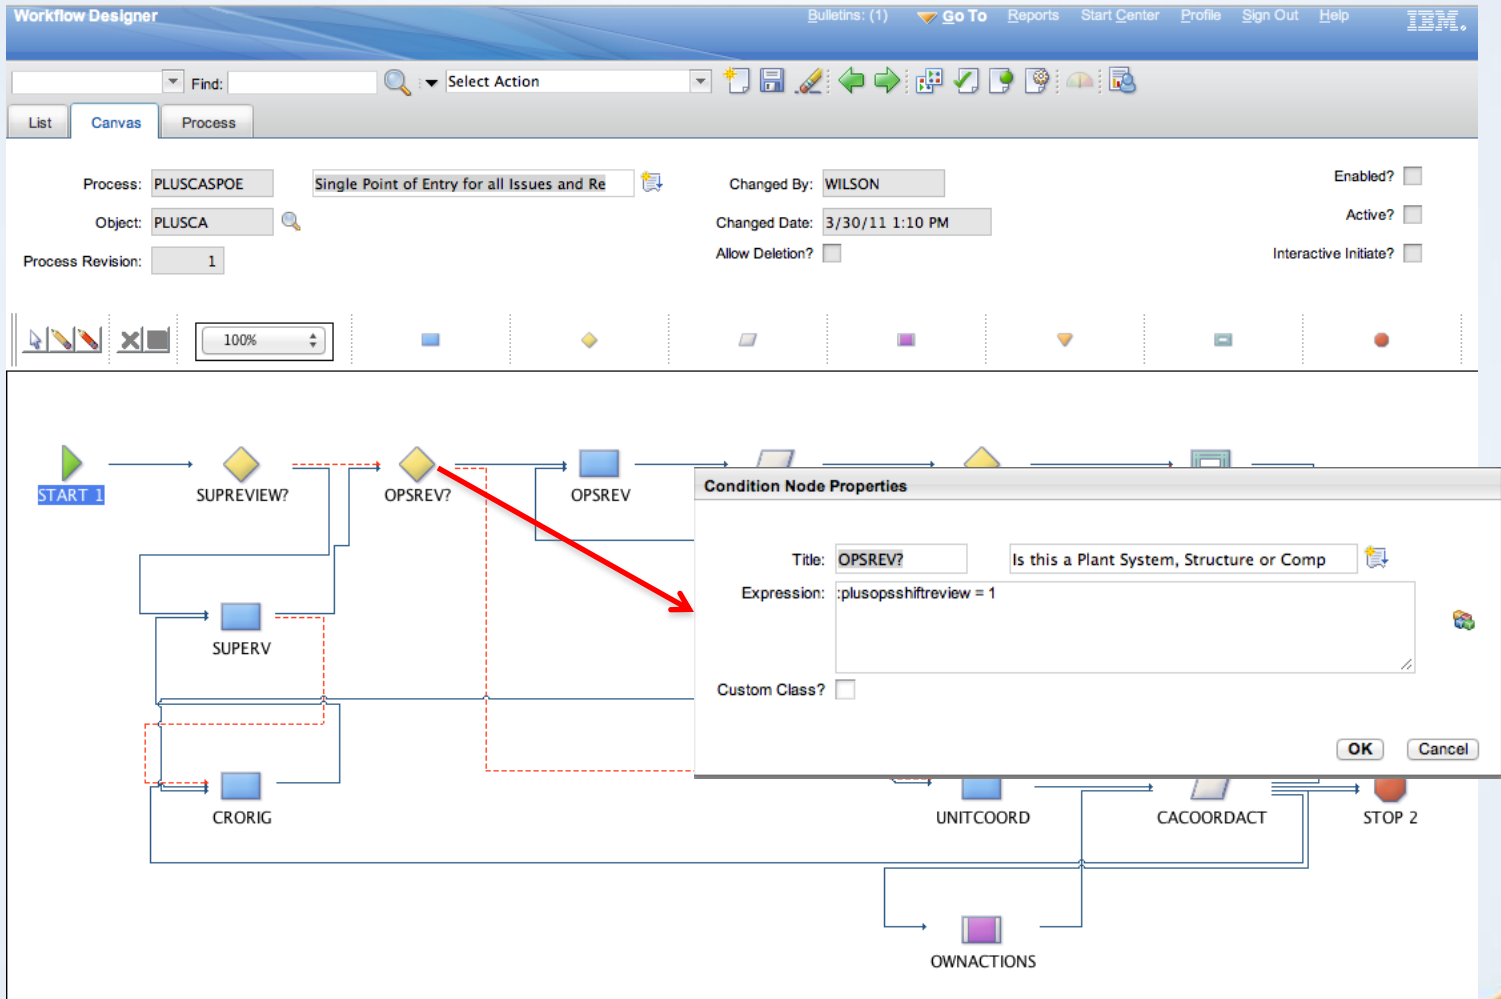 Workflow Designer
Bulletins: (1) Go To Reports Start Center Profile Sign Out Help IBM.
Find: Select Action
List Canvas Process
Process: PLUSCASPOE Single Point of Entry for all Issues and Re Changed By: WILSON Enabled?
Object: PLUSCA Changed Date: 3/30/11 1:10 PM Active?
Process Revision: 1 Allow Deletion? Interactive Initiate?
100%
START 1 SUPREVIEW? OPSREV? OPSREV
Condition Node Properties
Title: OPSREV? Is this a Plant System, Structure or Comp
Expression: :plusopsshiftreview = 1
SUPERV
Custom Class?
OK Cancel
CRORIG UNITCOORD CACOORDACT STOP 2
OWNACTIONS